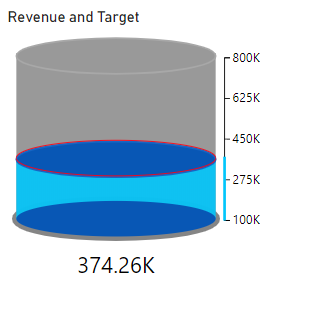 Revenue and Target
800K
625K
450K
275K
100K
374.26K